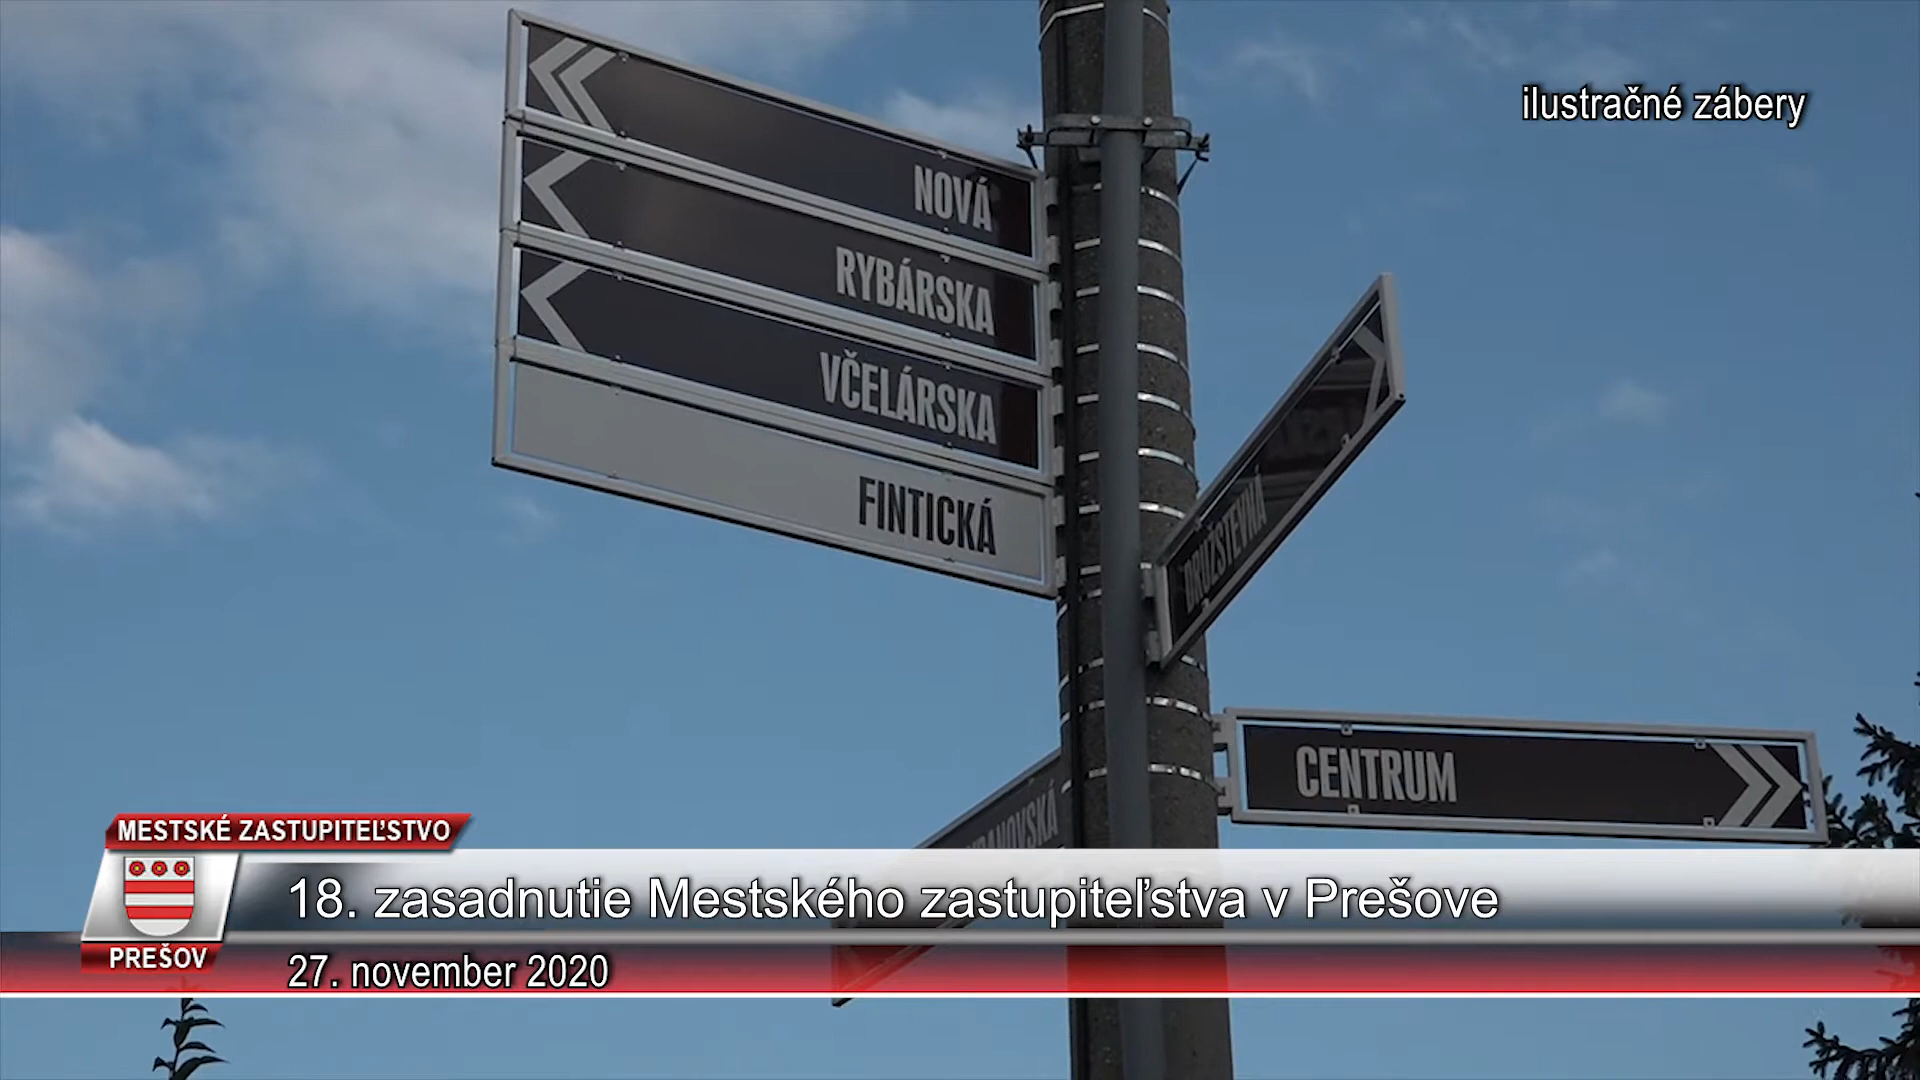 ilustračné zábery
NOVÁ
RYBÁRSKA
VČELÁRSKA
FINTICKÁ
DRUŽSTEVNÁ
CENTRUM
MESTSKÉ ZASTUPITEĽSTVO
18. zasadnutie Mestského zastupiteľstva v Prešove
PREŠOV
27. november 2020